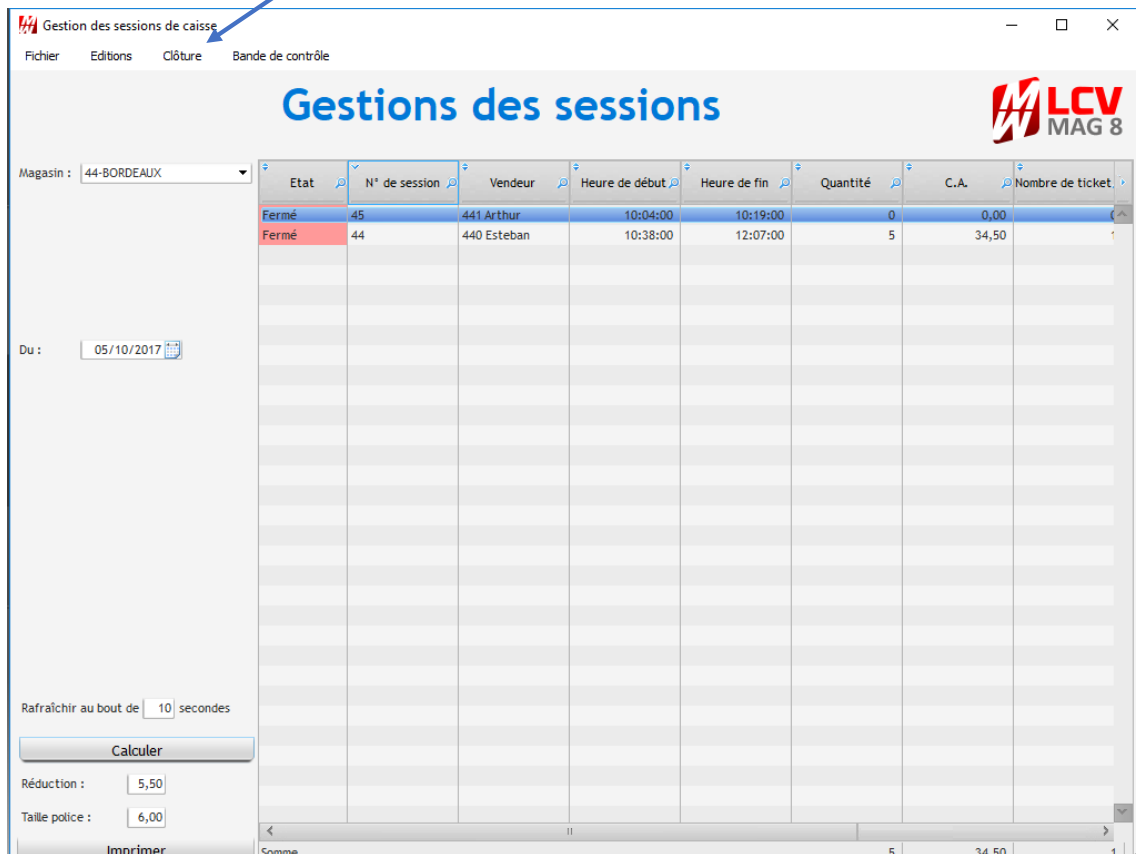 Gestion des sessions de caisse
Fichier Editions Clôture Bande de contrôle
Gestions des sessions
LCV
MAG 8
Magasin : 44-BORDEAUX
Etat N° de session Vendeur Heure de début Heure de fin Quantité C.A. Nombre de ticket
Fermé 45 441 Arthur 10:04:00 10:19:00 0 0,00
Fermé 44 440 Esteban 10:38:00 12:07:00 5 34,50 1
Du : 05/10/2017
Rafraîchir au bout de 10 secondes
Calculer
Réduction : 5,50
Taille police : 6,00
Imprimer
Somme 5 34,50 1